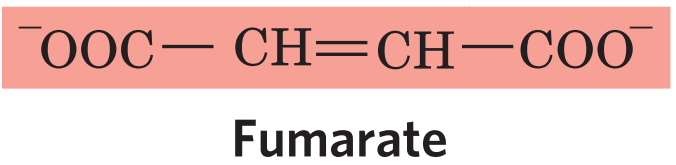 ⁻OOC — CH=CH—COO⁻
Fumarate